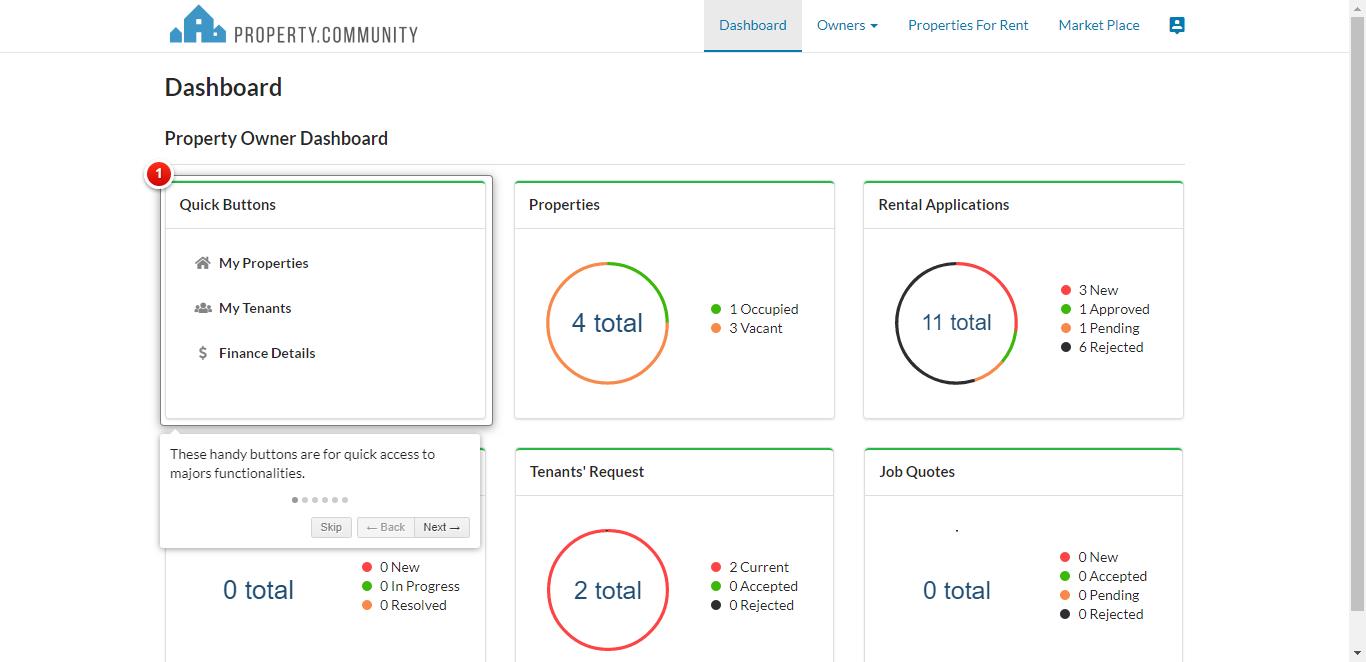 PROPERTY.COMMUNITY
Dashboard
Owners
Properties For Rent
Market Place
Dashboard
Property Owner Dashboard
1
Quick Buttons
My Properties
My Tenants
Finance Details
Properties
4 total
1 Occupied
3 Vacant
Rental Applications
11 total
3 New
1 Approved
1 Pending
6 Rejected
These handy buttons are for quick access to
majors functionalities.
Skip
← Back
Next →
0 total
0 New
0 In Progress
0 Resolved
Tenants' Request
2 total
2 Current
0 Accepted
0 Rejected
Job Quotes
0 total
0 New
0 Accepted
0 Pending
0 Rejected